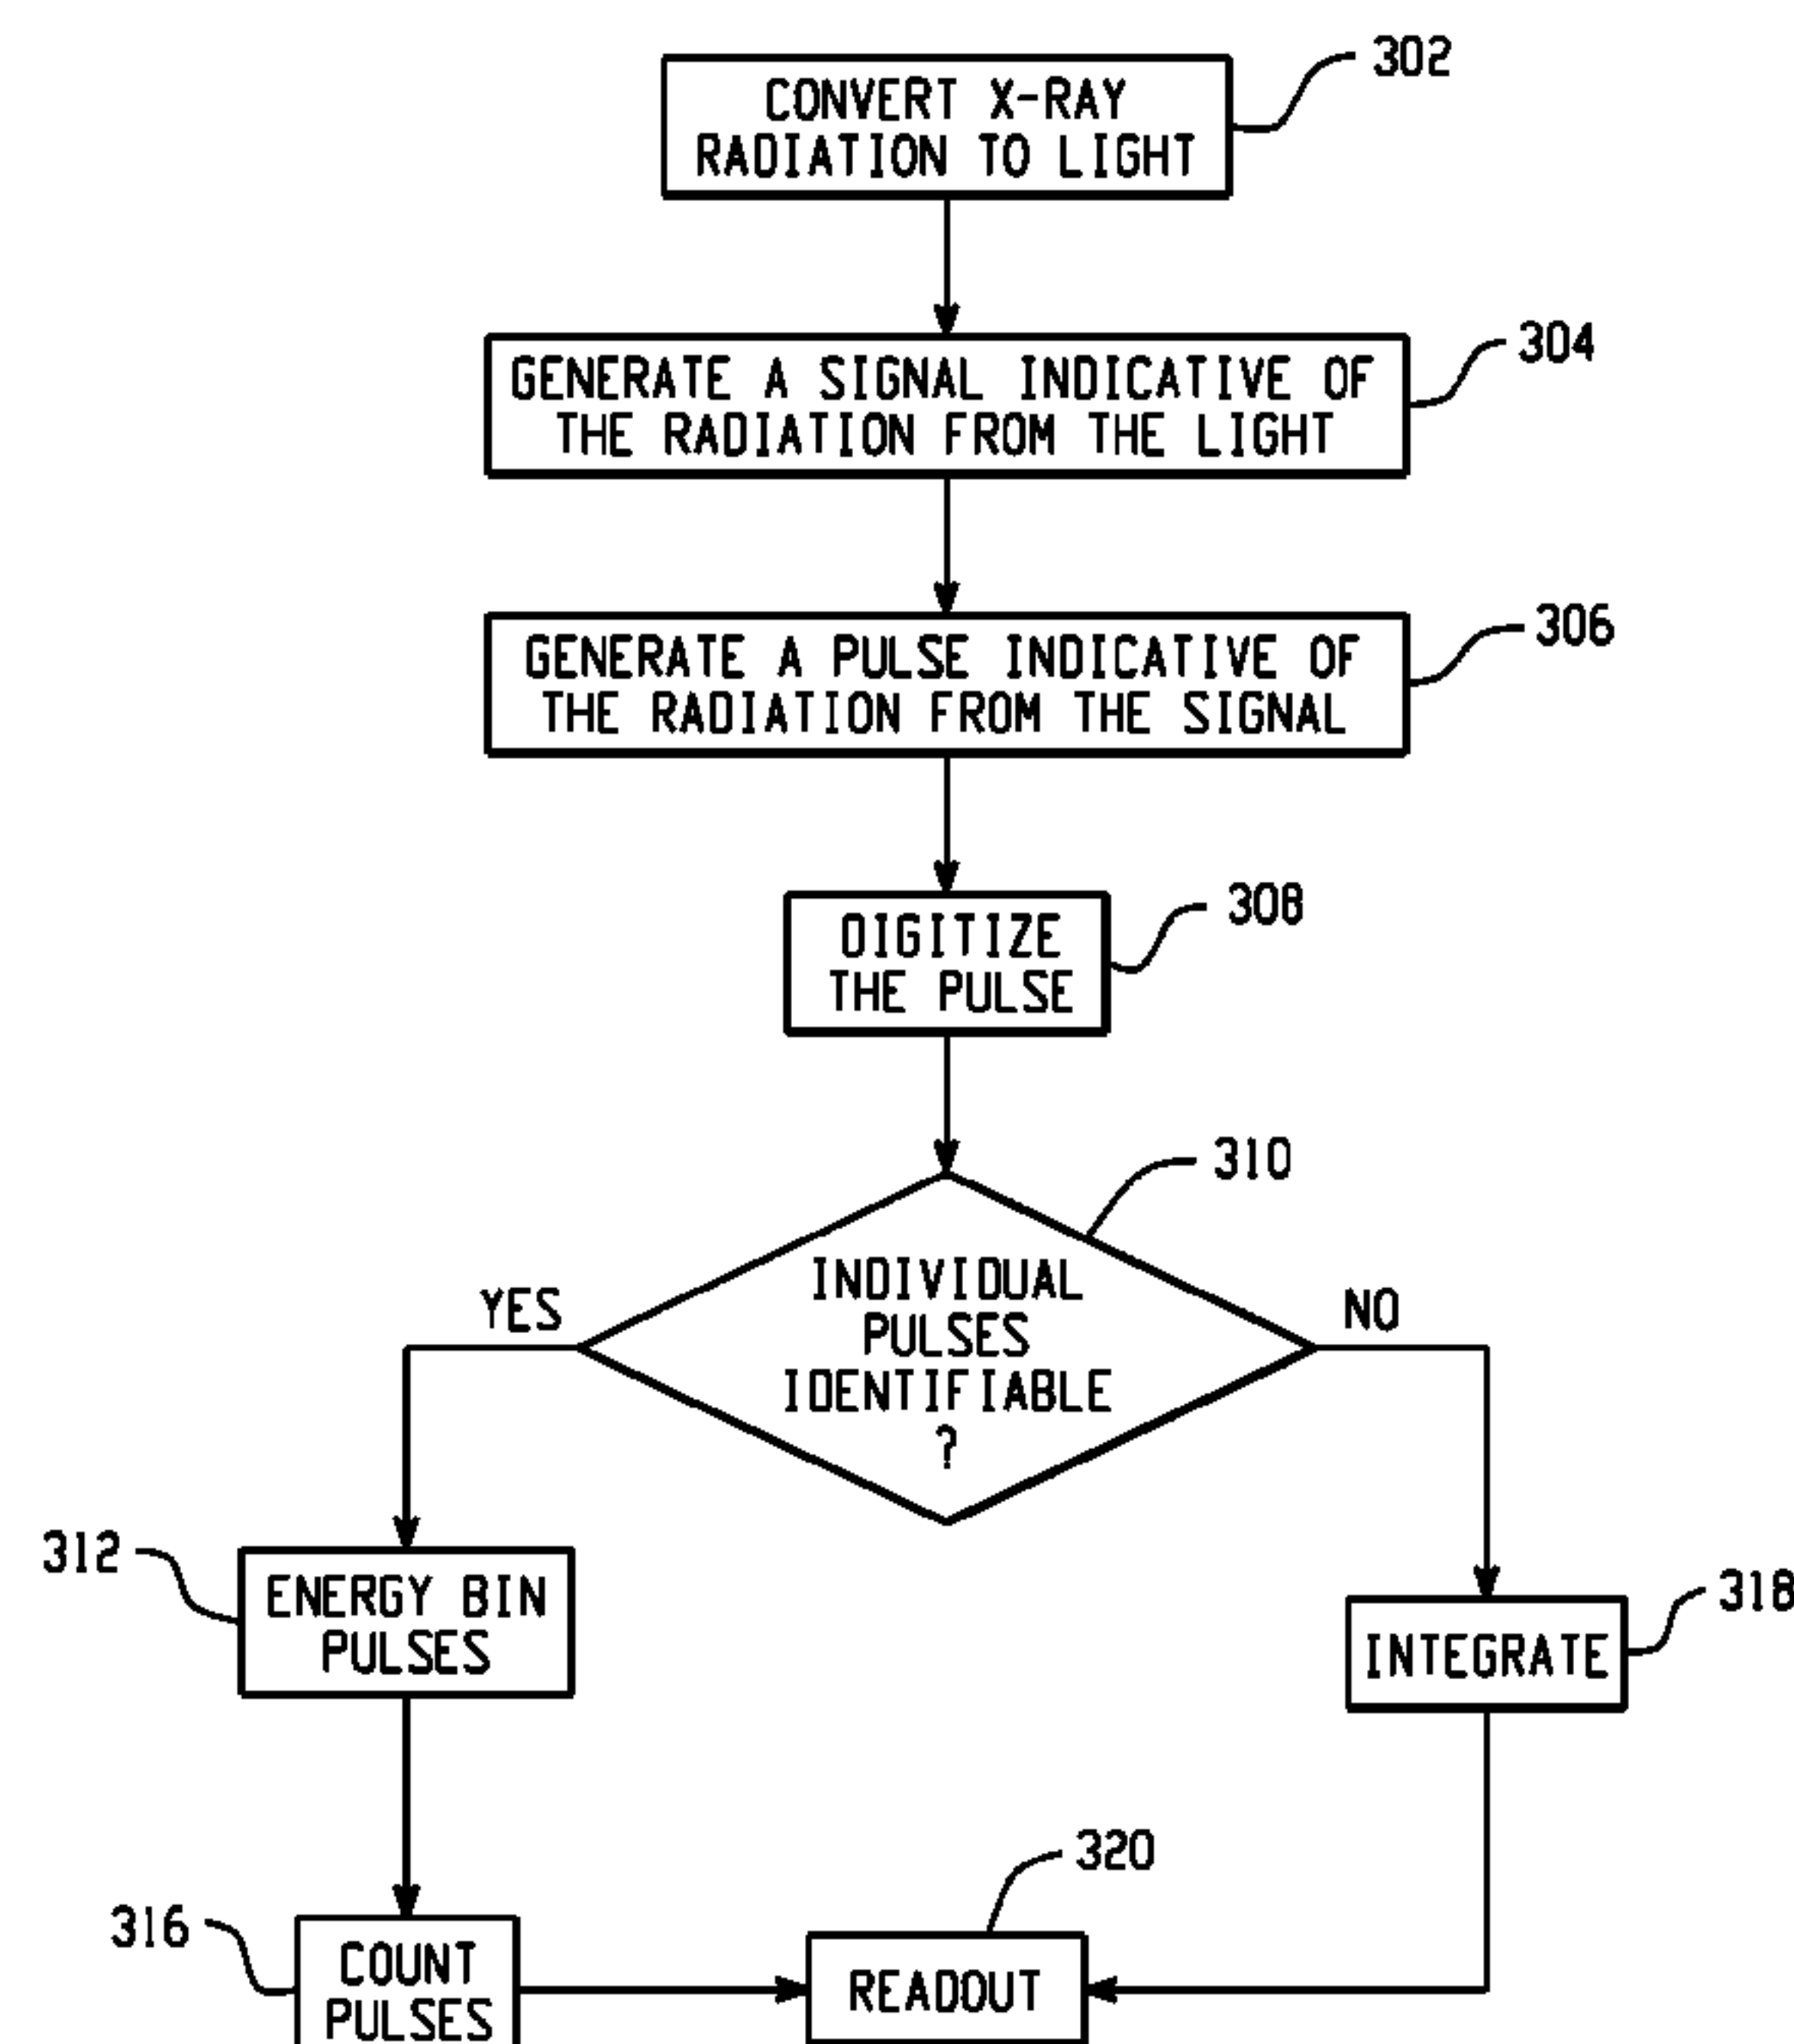 302
CONVERT X-RAY
RADIATION TO LIGHT
304
GENERATE A SIGNAL INDICATIVE OF
THE RADIATION FROM THE LIGHT
306
GENERATE A PULSE INDICATIVE OF
THE RADIATION FROM THE SIGNAL
308
DIGITIZE
THE PULSE
310
INDIVIDUAL
PULSES
IDENTIFIABLE
?
YES
NO
312
ENERGY BIN
PULSES
318
INTEGRATE
316
COUNT
PULSES
320
READOUT